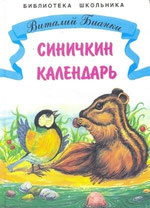 БИБЛИОТЕКА ШКОЛЬНИКА
Виталий Бианки
СИНИЧКИН
КАЛЕНДАРЬ